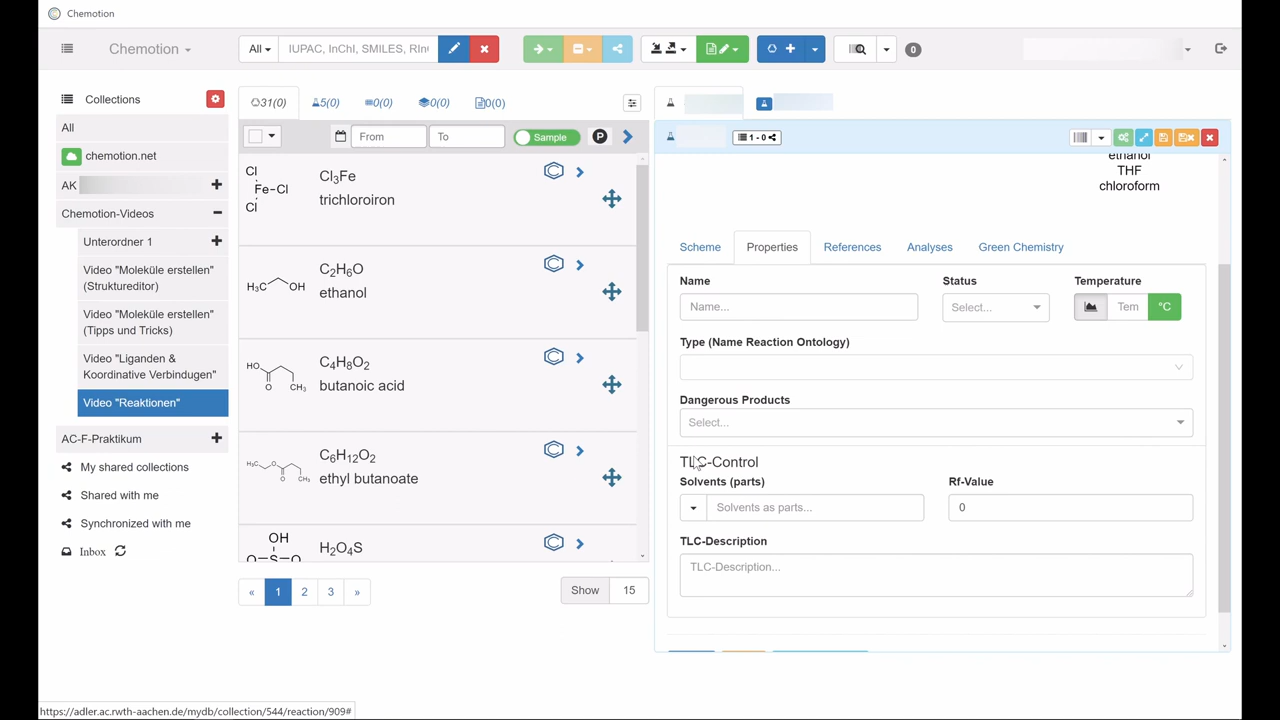 Chemotion
Chemotion
All
IUPAC, InChI, SMILES, RIn
0
Collections
All
chemotion.net
AK
Chemotion-Videos
Unterordner 1
Video "Moleküle erstellen"
(Struktureditor)
Video "Moleküle erstellen"
(Tipps und Tricks)
Video "Liganden &
Koordinative Verbindugen"
Video "Reaktionen"
AC-F-Praktikum
My shared collections
Shared with me
Synchronized with me
Inbox
31(0)
5(0)
0(0)
0(0)
0(0)
From
To
Sample
P
Cl
Fe-Cl
Cl
Cl3Fe
trichloroiron
H3C OH
C2H6O
ethanol
HO
O CH3
C4H8O2
butanoic acid
H3C O
O CH3
C6H12O2
ethyl butanoate
OH
O-S-O
H2O4S
« 1 2 3 »
Show 15
1 - 0
ethanol
THF
chloroform
Scheme
Properties
References
Analyses
Green Chemistry
Name
Status
Temperature
Name...
Select...
Tem
°C
Type (Name Reaction Ontology)
Dangerous Products
Select...
TLC-Control
Solvents (parts)
Rf-Value
Solvents as parts...
0
TLC-Description
TLC-Description...
https://adler.ac.rwth-aachen.de/mydb/collection/544/reaction/909#